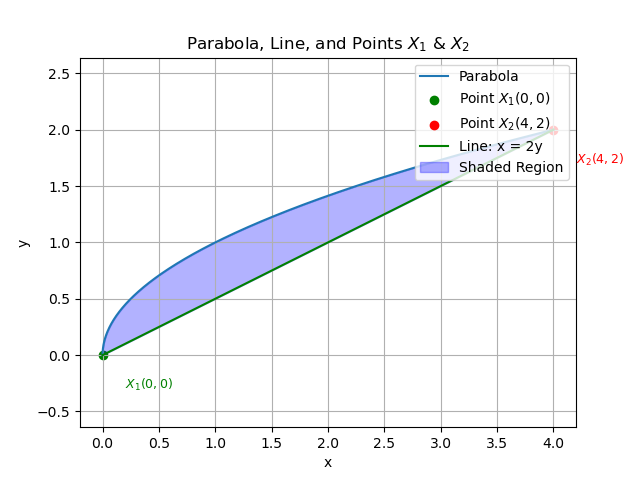 Parabola, Line, and Points X₁ & X₂
2.5
2.0
1.5
1.0
0.5
0.0
−0.5
y
Parabola
Point X₁(0, 0)
Point X₂(4, 2)
Line: x = 2y
Shaded Region
X₂(4, 2)
X₁(0, 0)
0.0 0.5 1.0 1.5 2.0 2.5 3.0 3.5 4.0
x